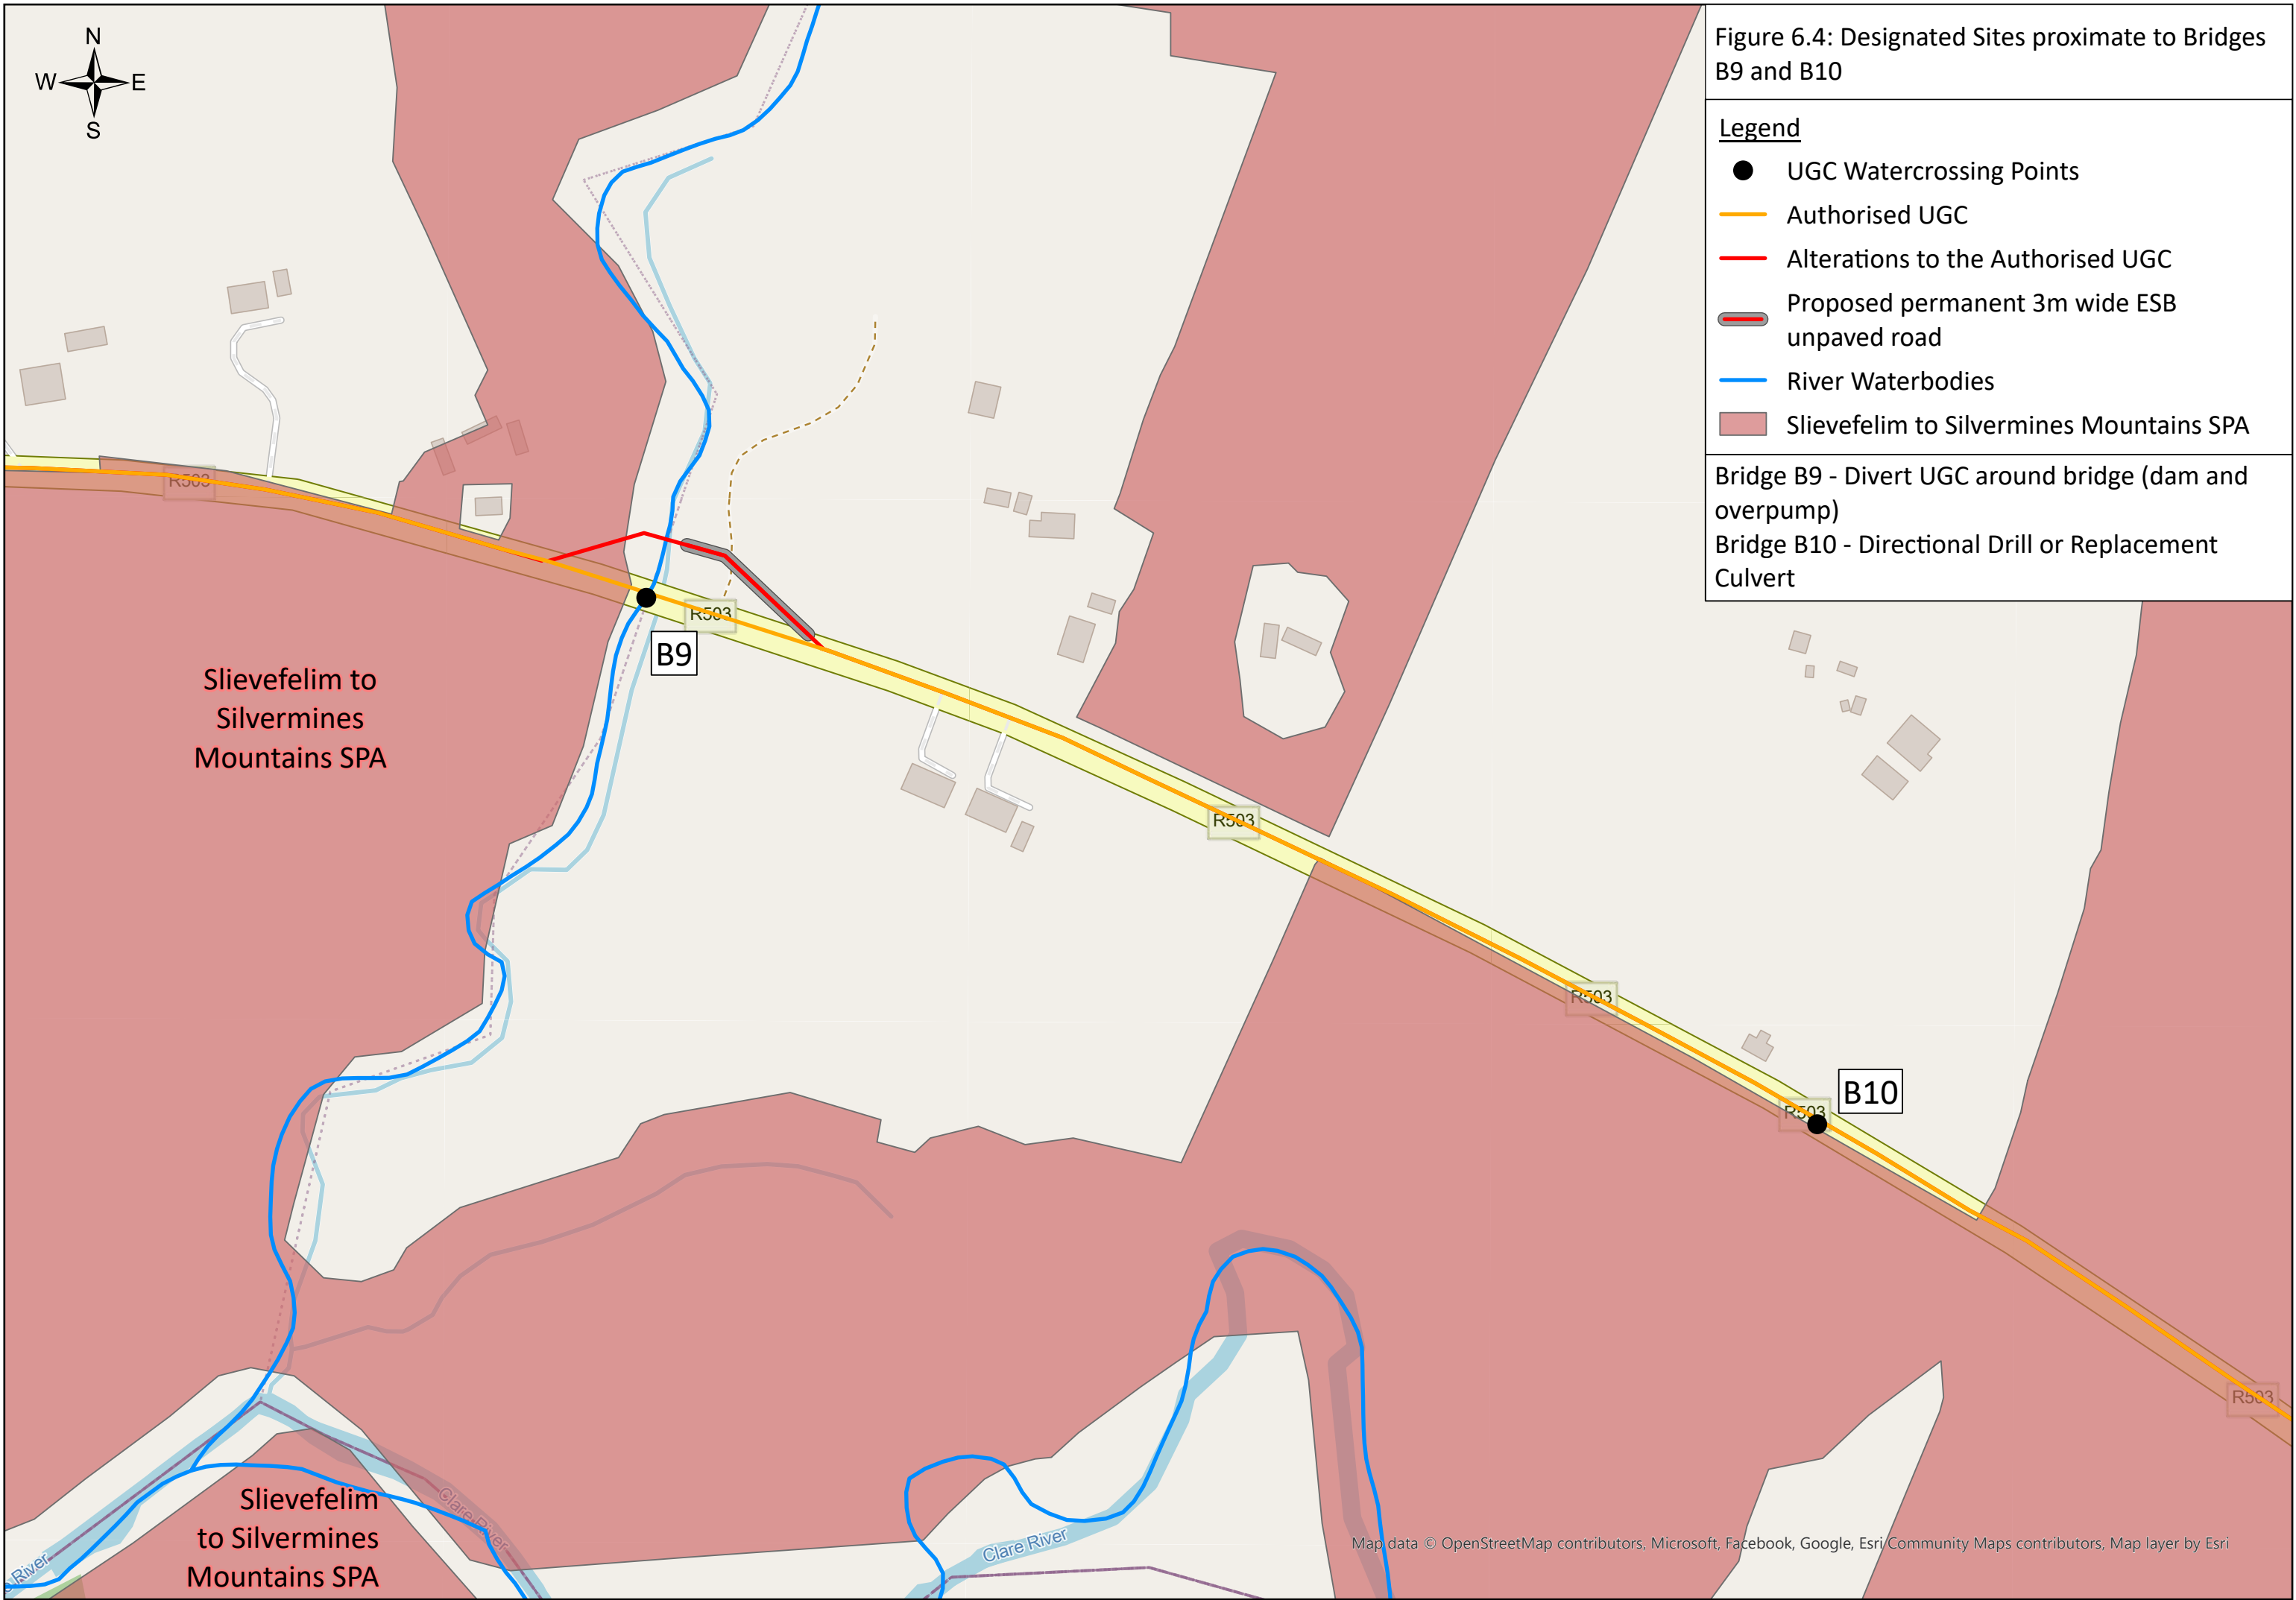 N
W E
S
Figure 6.4: Designated Sites proximate to Bridges
B9 and B10
Legend
UGC Watercrossing Points
Authorised UGC
Alterations to the Authorised UGC
Proposed permanent 3m wide ESB
unpaved road
River Waterbodies
Slievefelim to Silvermines Mountains SPA
Bridge B9 - Divert UGC around bridge (dam and
overpump)
Bridge B10 - Directional Drill or Replacement
Culvert
R503
R503
B9
Slievefelim to
Silvermines
Mountains SPA
R503
R503
B10
R503
R503
Slievefelim
to Silvermines
Mountains SPA
Clare River
Clare River
River
Map data © OpenStreetMap contributors, Microsoft, Facebook, Google, Esri Community Maps contributors, Map layer by Esri